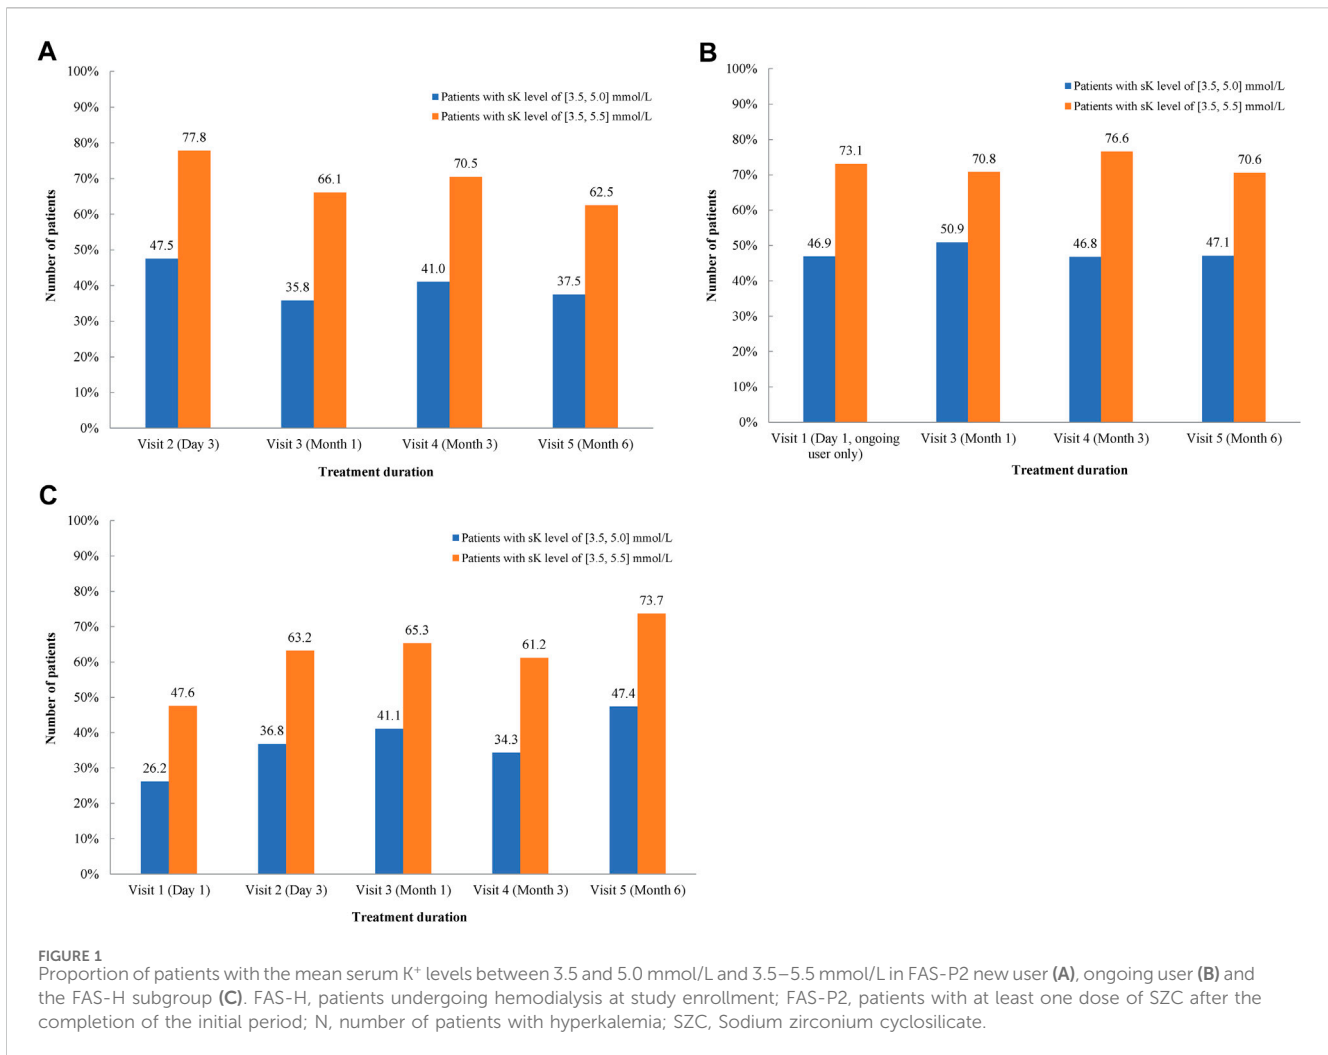 A
100%
90%
80%
70%
60%
50%
40%
30%
20%
10%
0%
Number of patients
Patients with sK level of [3.5, 5.0] mmol/L
Patients with sK level of [3.5, 5.5] mmol/L
47.5
77.8
35.8
66.1
41.0
70.5
37.5
62.5
Visit 2 (Day 3)
Visit 3 (Month 1)
Visit 4 (Month 3)
Visit 5 (Month 6)
Treatment duration
B
100%
90%
80%
70%
60%
50%
40%
30%
20%
10%
0%
Number of patients
Patients with sK level of [3.5, 5.0] mmol/L
Patients with sK level of [3.5, 5.5] mmol/L
46.9
73.1
50.9
70.8
46.8
76.6
47.1
70.6
Visit 1 (Day 1, ongoing
user only)
Visit 3 (Month 1)
Visit 4 (Month 3)
Visit 5 (Month 6)
Treatment duration
C
100%
90%
80%
70%
60%
50%
40%
30%
20%
10%
0%
Number of patients
Patients with sK level of [3.5, 5.0] mmol/L
Patients with sK level of [3.5, 5.5] mmol/L
26.2
47.6
36.8
63.2
41.1
65.3
34.3
61.2
47.4
73.7
Visit 1 (Day 1)
Visit 2 (Day 3)
Visit 3 (Month 1)
Visit 4 (Month 3)
Visit 5 (Month 6)
Treatment duration
FIGURE 1
Proportion of patients with the mean serum K⁺ levels between 3.5 and 5.0 mmol/L and 3.5–5.5 mmol/L in FAS-P2 new user (A), ongoing user (B) and
the FAS-H subgroup (C). FAS-H, patients undergoing hemodialysis at study enrollment; FAS-P2, patients with at least one dose of SZC after the
completion of the initial period; N, number of patients with hyperkalemia; SZC, Sodium zirconium cyclosilicate.